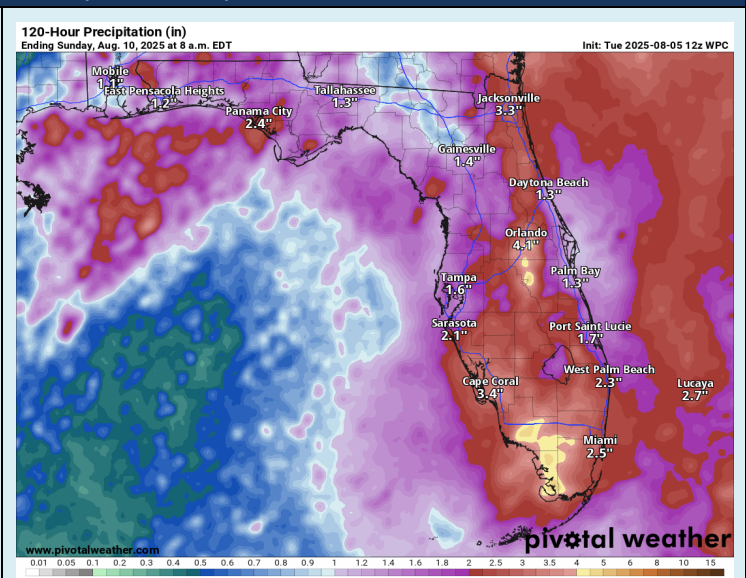 120-Hour Precipitation (in)
Ending Sunday, Aug. 10, 2025 at 8 a.m. EDT
Init: Tue 2025-08-05 12z WPC
Mobile
1.1"
East Pensacola Heights
1.2"
Panama City
2.4"
Tallahassee
1.3"
Jacksonville
3.3"
Gainesville
1.4"
Daytona Beach
1.3"
Orlando
4.1"
Tampa
1.6"
Palm Bay
1.3"
Sarasota
2.1"
Port Saint Lucie
1.7"
Cape Coral
3.4"
West Palm Beach
2.3"
Lucaya
2.7"
Miami
2.5"
pivotal weather
www.pivotalweather.com
0.01 0.05 0.1 0.2 0.3 0.4 0.5 0.6 0.7 0.8 0.9 1 1.2 1.4 1.6 1.8 2 2.5 3 3.5 4 5 6 8 10 15